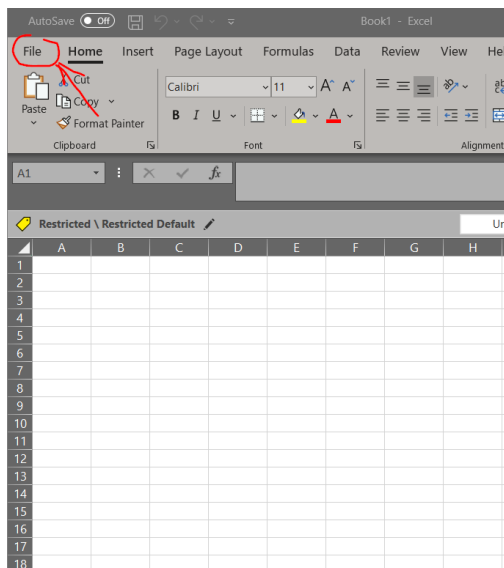 AutoSave Off Book1 - Excel
File Home Insert Page Layout Formulas Data Review View
Cut
Calibri 11 A A
Copy
Paste
B I U A
Format Painter
Clipboard Font Alignment
A1 fx
Restricted \ Restricted Default
A B C D E F G H
1
2
3
4
5
6
7
8
9
10
11
12
13
14
15
16
17
18